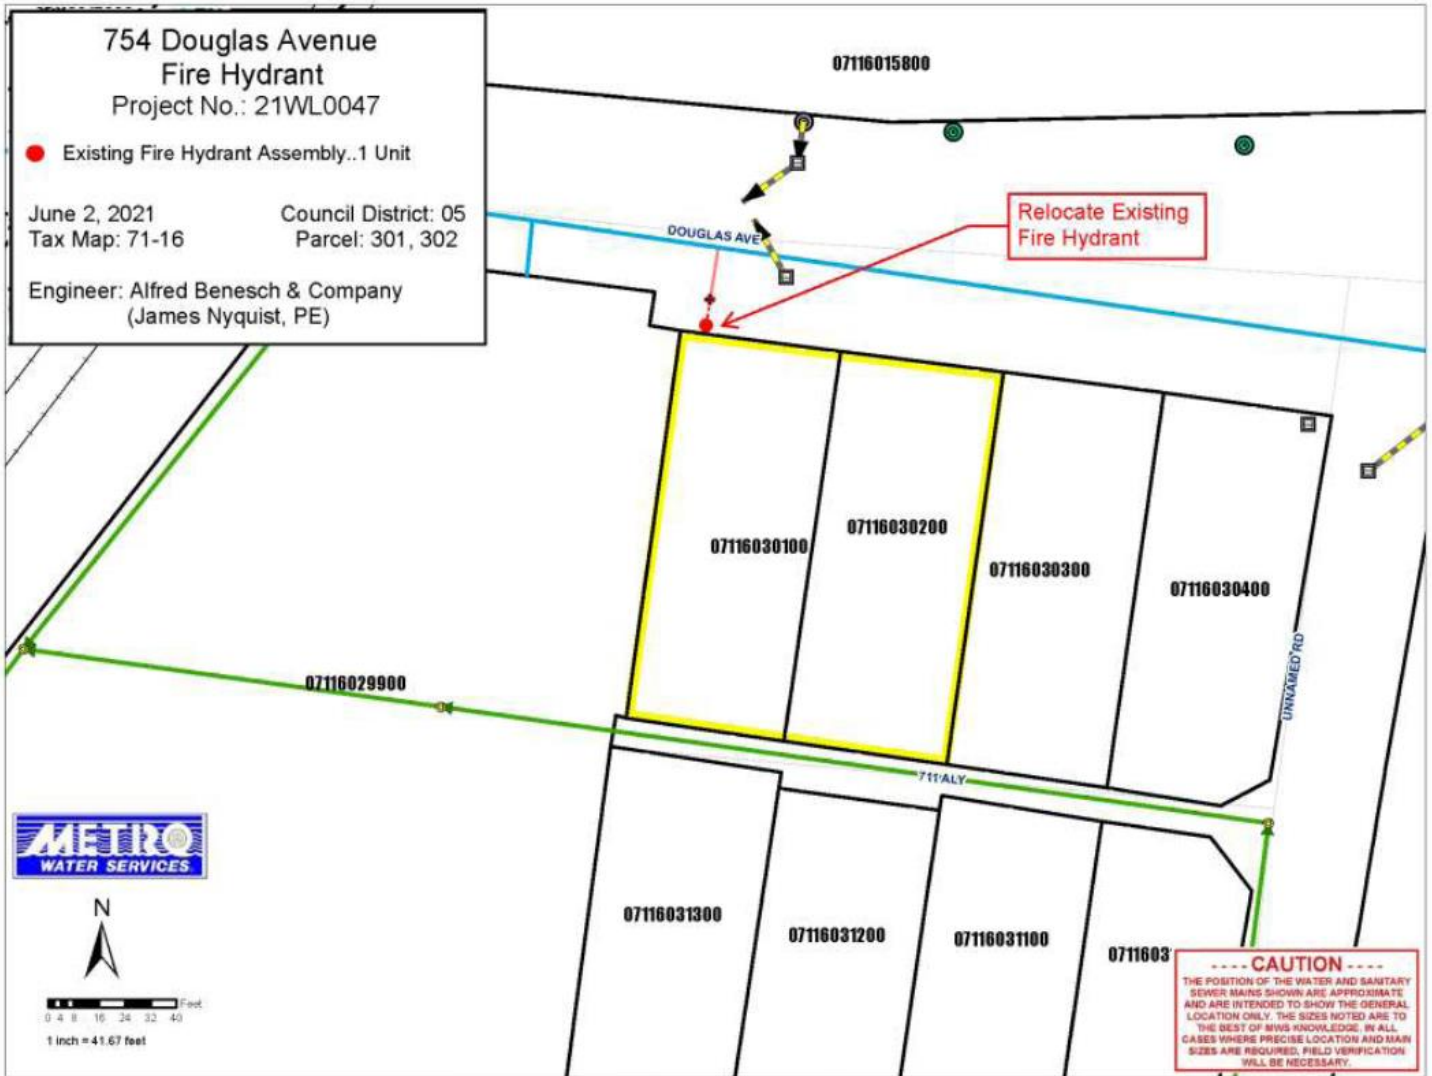 754 Douglas Avenue
Fire Hydrant
Project No.: 21WL0047
Existing Fire Hydrant Assembly..1 Unit
June 2, 2021
Council District: 05
Tax Map: 71-16
Parcel: 301, 302
Engineer: Alfred Benesch & Company
(James Nyquist, PE)
07116015800
Relocate Existing
Fire Hydrant
DOUGLAS AVE
07116030100
07116030200
07116030300
07116030400
UNNAMED RD
07116029900
711 ALY
METRO
WATER SERVICES
07116031300
07116031200
07116031100
0711603
N
Feet
0 4 8 16 24 32 40
1 inch = 41.67 feet
---- CAUTION ----
THE POSITION OF THE WATER AND SANITARY
SEWER MAINS SHOWN ARE APPROXIMATE
AND ARE INTENDED TO SHOW THE GENERAL
LOCATION ONLY. THE SIZES NOTED ARE TO
THE BEST OF MWS KNOWLEDGE. IN ALL
CASES WHERE PRECISE LOCATION AND MAIN
SIZES ARE REQUIRED, FIELD VERIFICATION
WILL BE NECESSARY.